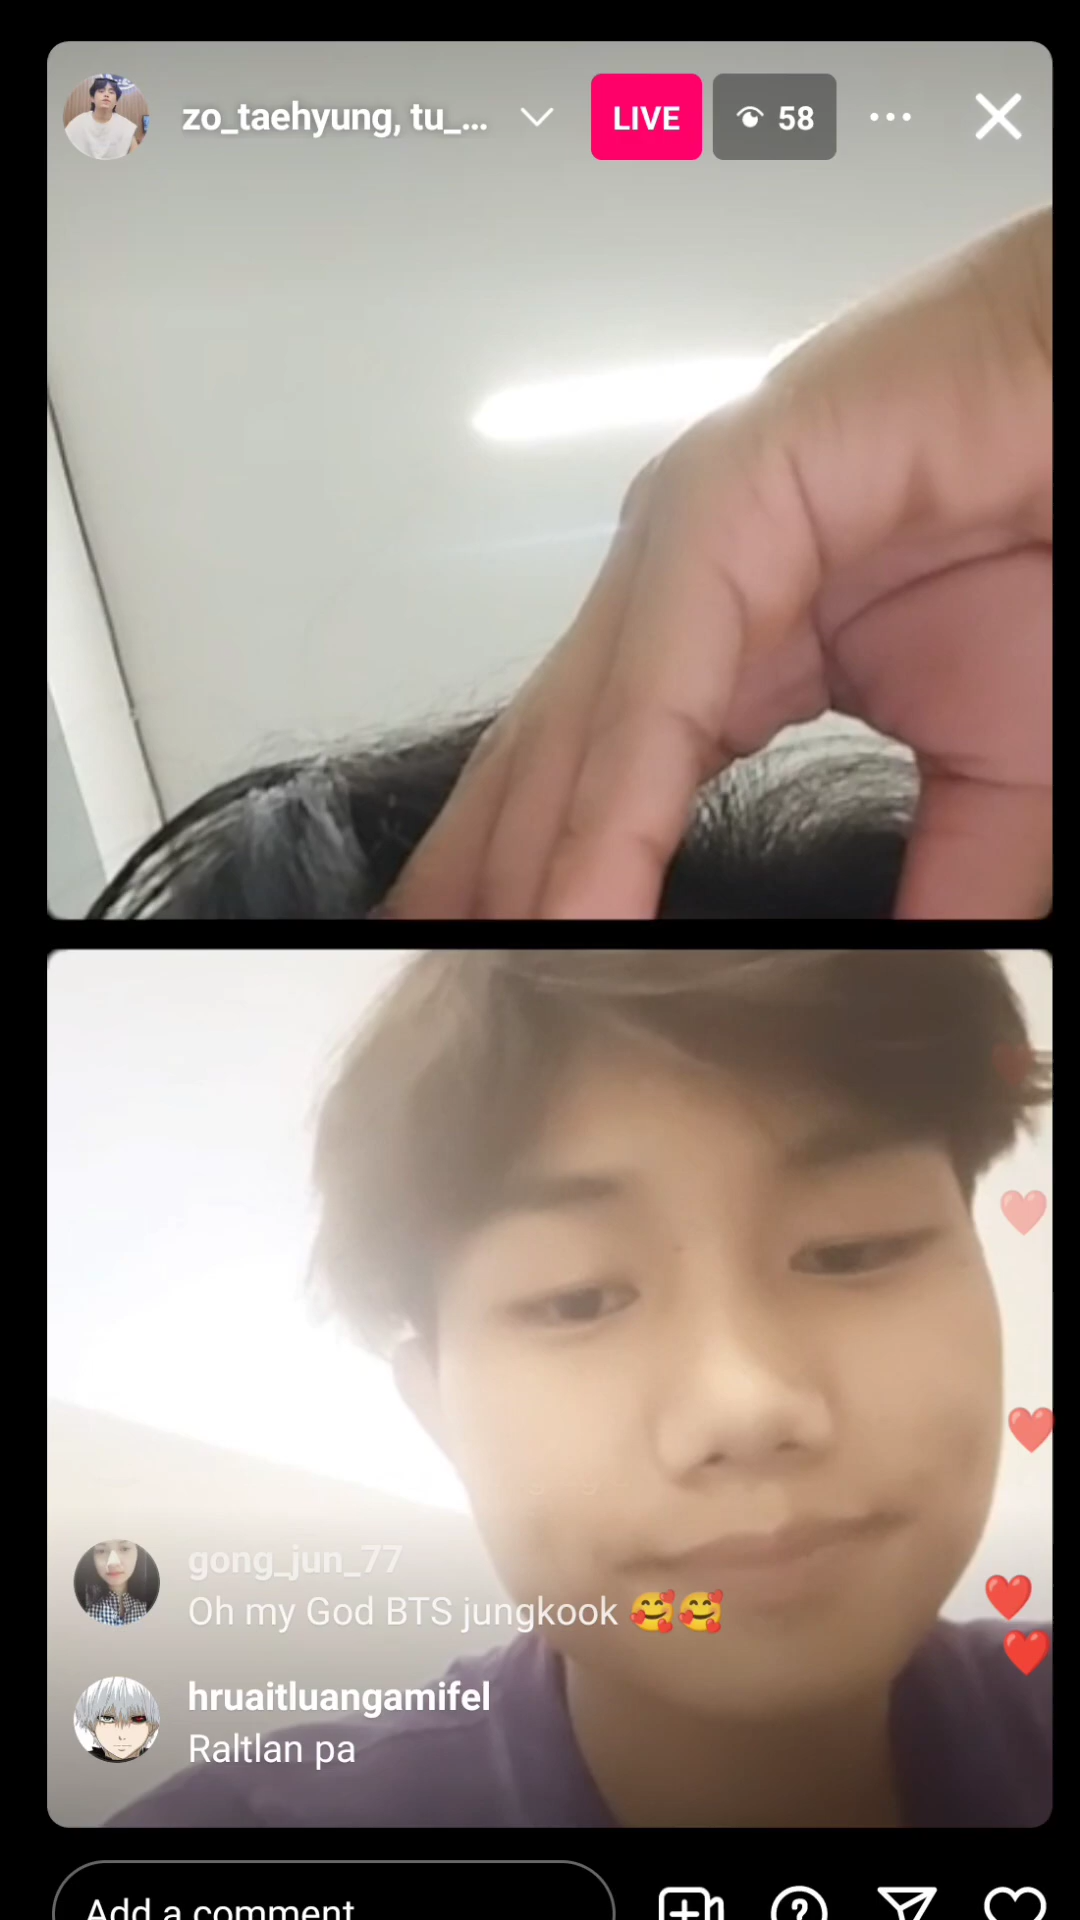 zo_taehyung, tu_...
LIVE
58
gong_jun_77
Oh my God BTS jungkook 🥰🥰
hruaitluangamifel
Raltlan pa
Add a comment